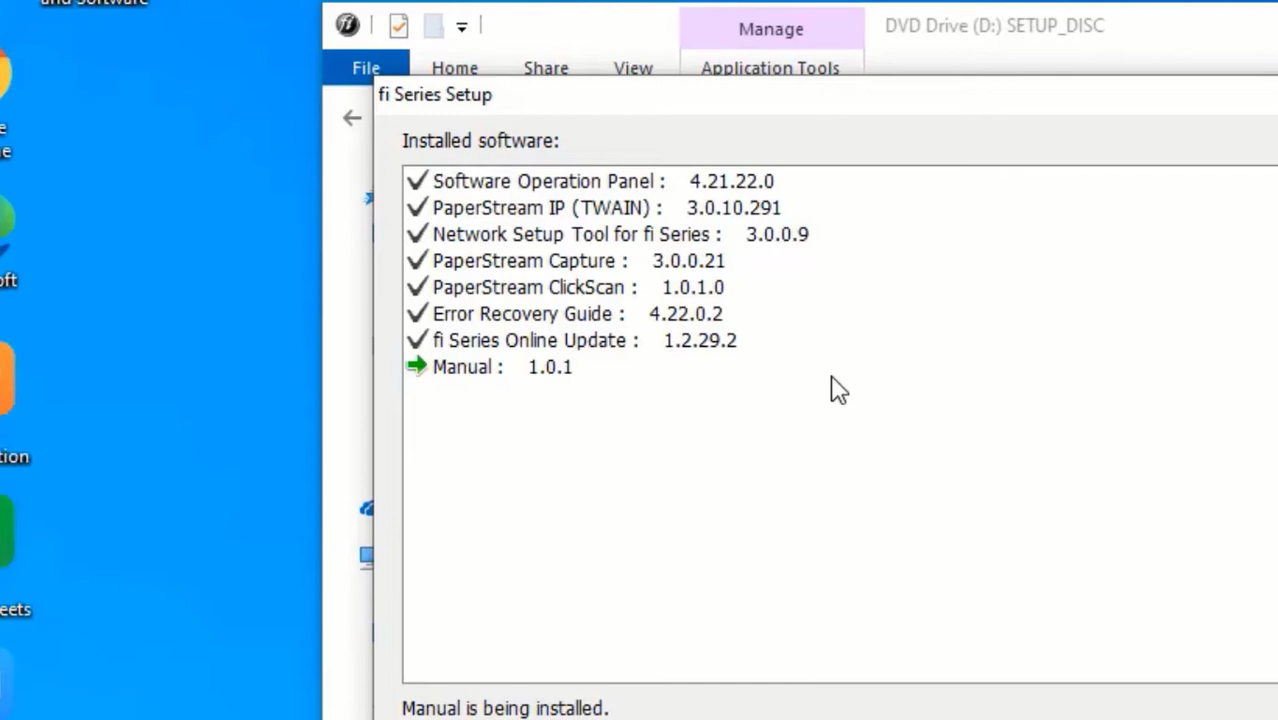 and Software
Manage
DVD Drive (D:) SETUP_DISC
File
Home
Share
View
Application Tools
fi Series Setup
Installed software:
Software Operation Panel : 4.21.22.0
PaperStream IP (TWAIN) : 3.0.10.291
Network Setup Tool for fi Series : 3.0.0.9
PaperStream Capture : 3.0.0.21
PaperStream ClickScan : 1.0.1.0
Error Recovery Guide : 4.22.0.2
fi Series Online Update : 1.2.29.2
Manual : 1.0.1
Manual is being installed.